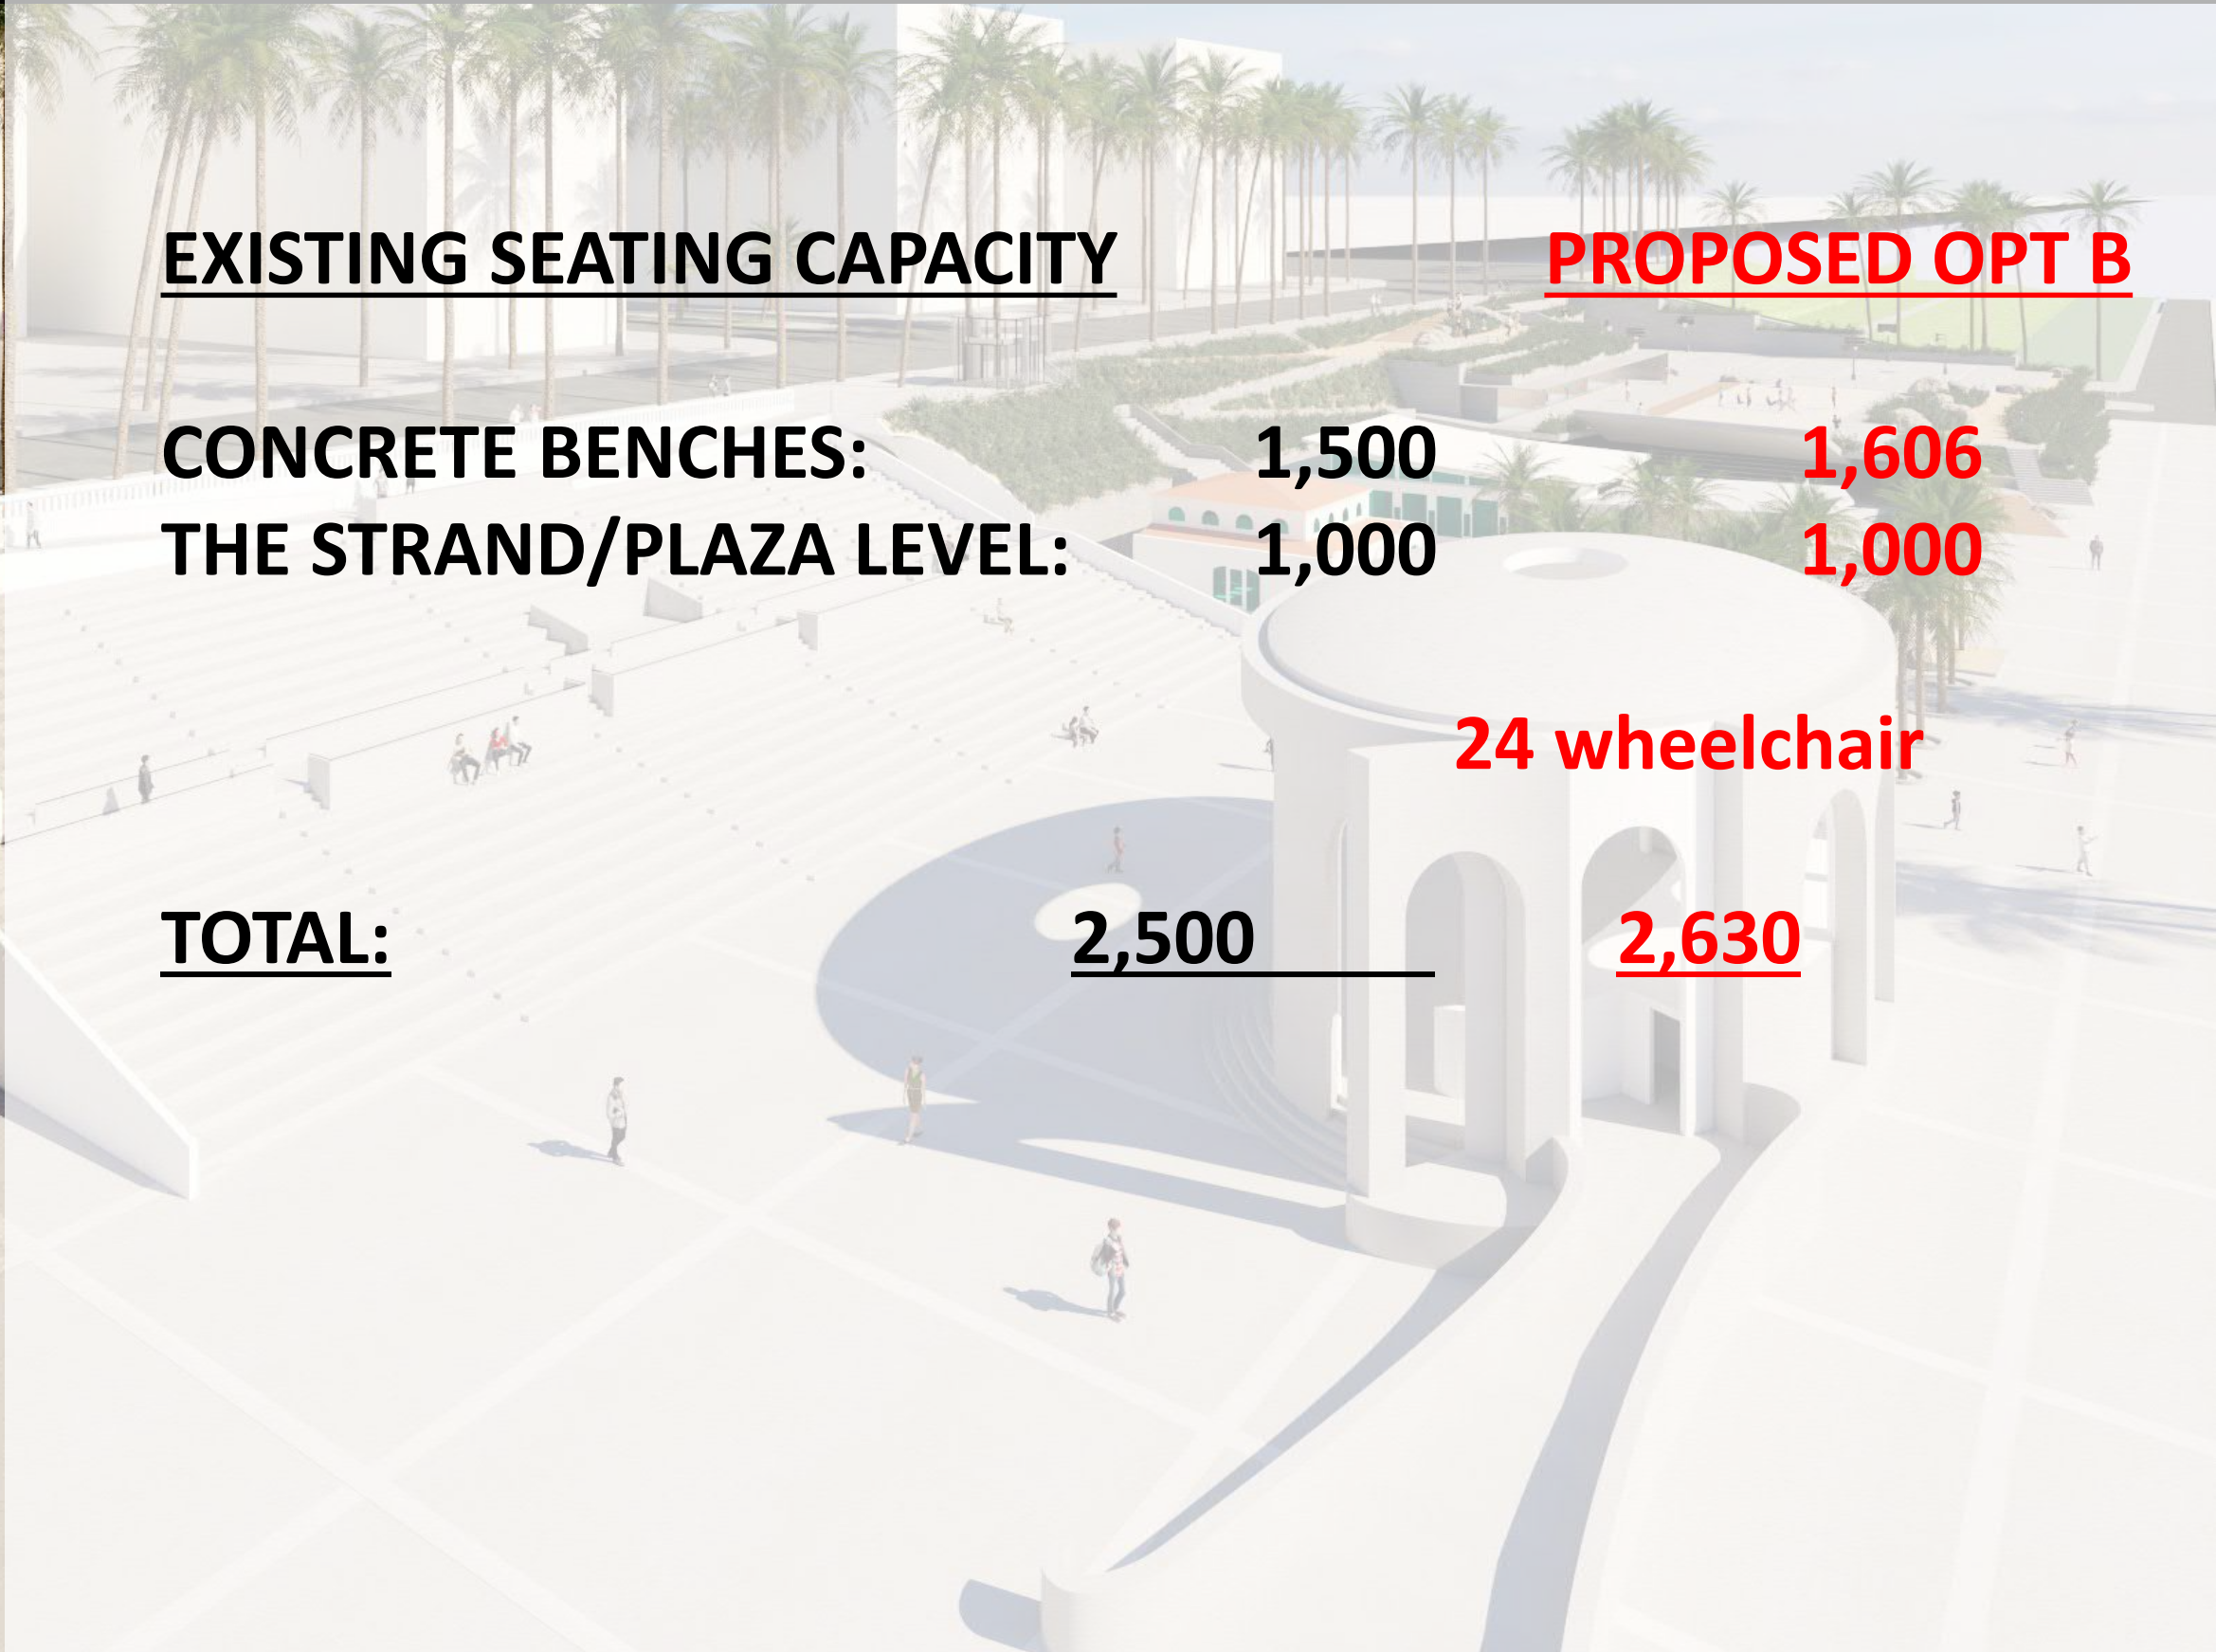 EXISTING SEATING CAPACITY PROPOSED OPT B
CONCRETE BENCHES: 1,500 1,606
THE STRAND/PLAZA LEVEL: 1,000 1,000
24 wheelchair
TOTAL: 2,500 2,630